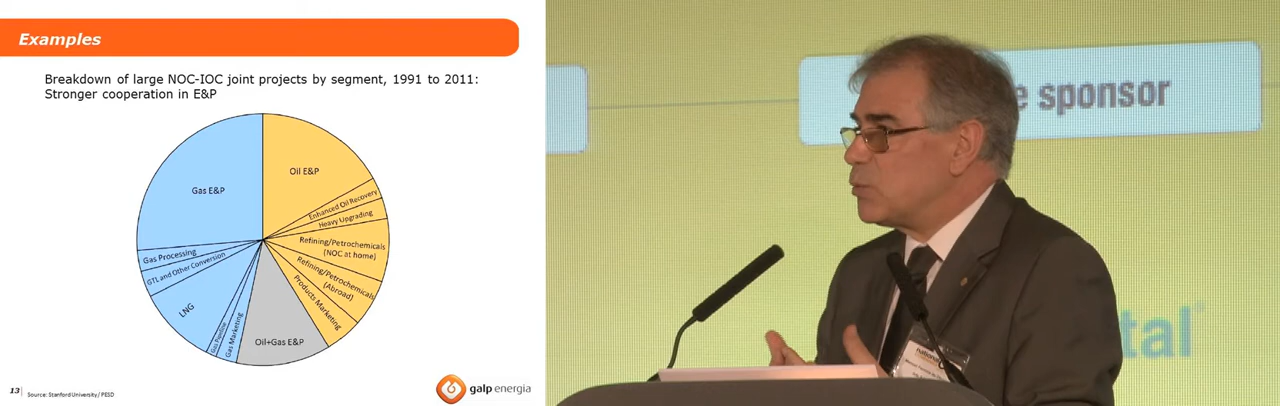 Examples
Breakdown of large NOC-IOC joint projects by segment, 1991 to 2011:
Stronger cooperation in E&P
Gas E&P
Oil E&P
Enhanced Oil Recovery
Heavy Upgrading
Refining/Petrochemicals
(NOC at home)
Refining/Petrochemicals
(Abroad)
Products Marketing
Oil+Gas E&P
Gas Marketing
Gas Pipeline
LNG
GTL and Other Conversion
Gas Processing
13
Source: Stanford University/ PESD
galp energia
e sponsor
tal
national